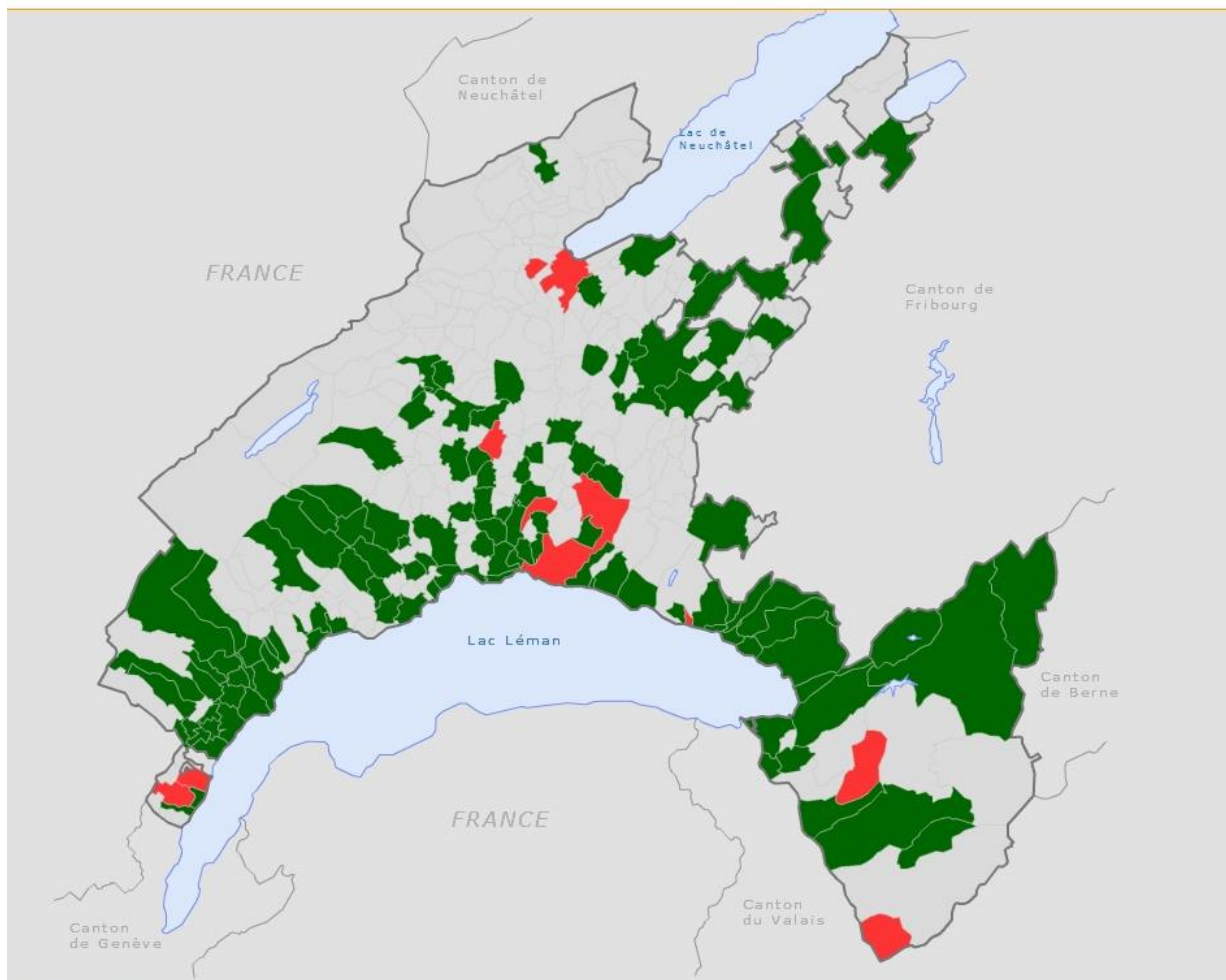 Canton de
Neuchâtel
Lac de
Neuchâtel
FRANCE
Canton de
Fribourg
Lac Léman
Canton
de Berne
FRANCE
Canton
du Valais
Canton
de Genève